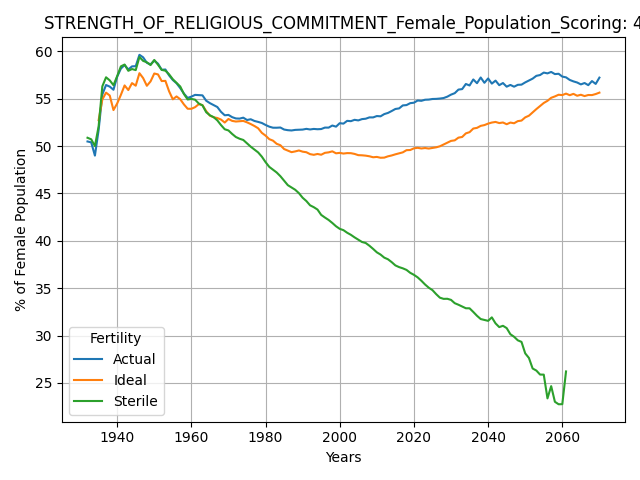 STRENGTH_OF_RELIGIOUS_COMMITMENT_Female_Population_Scoring: 4
60
55
50
45
40
35
30
25
% of Female Population
Fertility
Actual
Ideal
Sterile
1940 1960 1980 2000 2020 2040 2060
Years